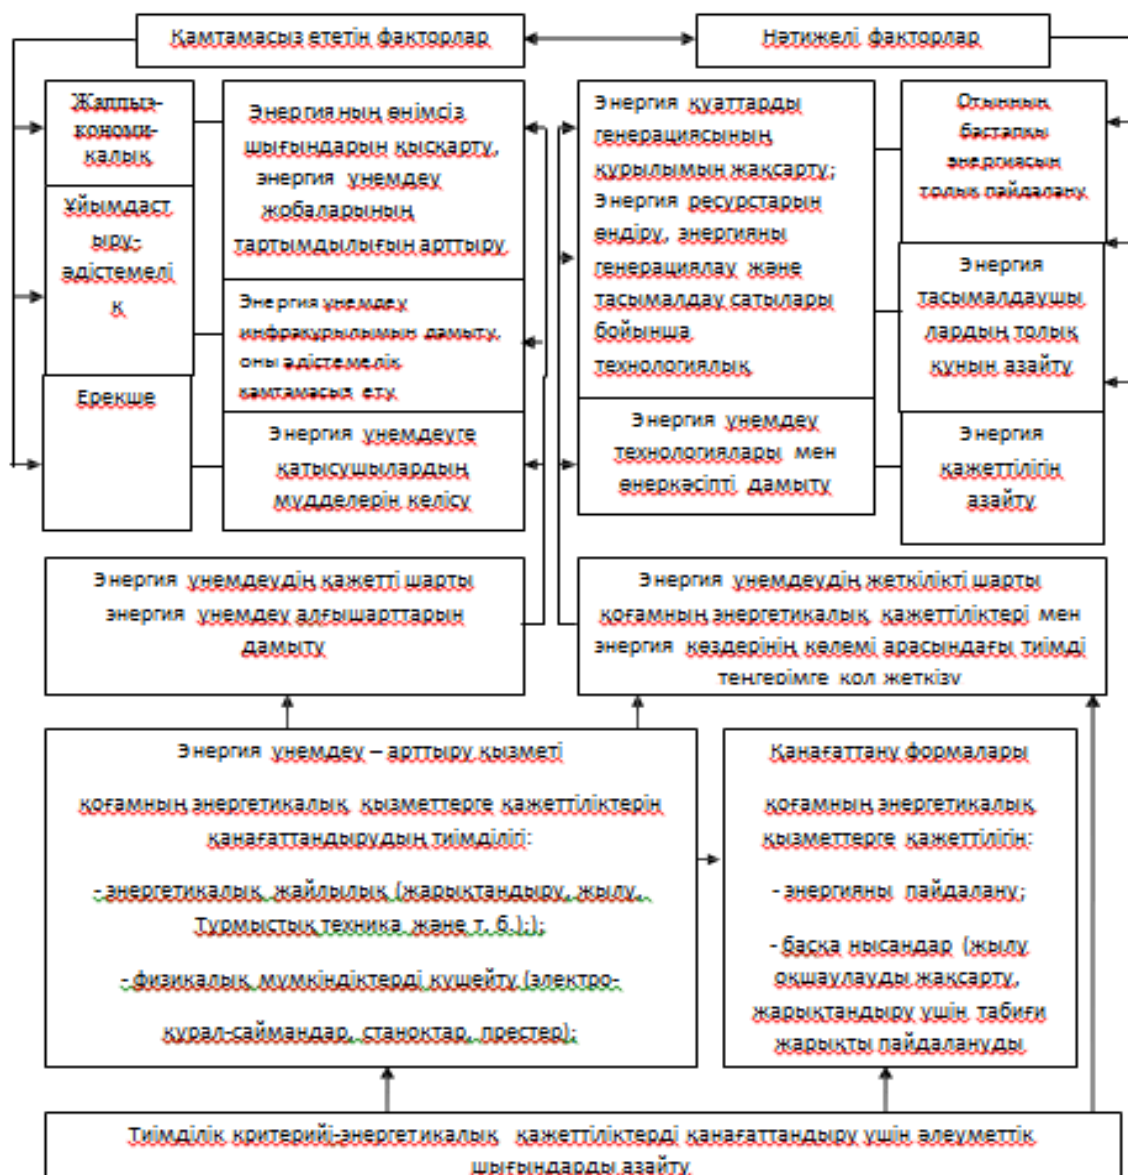 Қамтамасыз ететін факторлар
Нәтижелі факторлар
Жаппыз-
кономи-
калық
Ұйымдаст
ыру-
әдістемелі
к
Ерекше
Энергияның өнімсіз
шығындарын қысқарту,
энергия үнемдеу
жобаларының
тартымдылығын арттыру
Энергия үнемдеу
инфрақұрылымын дамыту,
оны әдістемелік
қамтамасыз ету
Энергия үнемдеуге
қатысушылардың
мүдделерін келісу
Энергия қуаттарды
генерациясының
құрылымын жақсарту;
Энергия ресурстарын
өндіру, энергияны
генерациялау және
тасымалдау сатылары
бойынша
технологиялық
Энергия үнемдеу
технологиялары мен
өнеркәсіпті дамыту
Отынның
бастапқы
энергиясын
толық пайдалану
Энергия
тасымалдаушы
лардың толық
құнын азайту
Энергия
қажеттілігін
азайту
Энергия үнемдеудің қажетті шарты
энергия үнемдеу алғышарттарын
дамыту
Энергия үнемдеудің жеткілікті шарты
қоғамның энергетикалық қажеттіліктері мен
энергия көздерінің көлемі арасындағы тиімді
теңгерімге қол жеткізу
Энергия үнемдеу – арттыру қызметі
қоғамның энергетикалық қызметтерге қажеттіліктерін
қанағаттандырудың тиімділігі:
- энергетикалық жайлылық (жарықтандыру, жылу,
Тұрмыстық техника және т. б.););
- физикалық мүмкіндіктерді күшейту (электро-
құрал-саймандар, станоктар, престер);
Қанағаттану формалары
қоғамның энергетикалық
қызметтерге қажеттілігін:
- энергияны пайдалану;
- басқа нысандар (жылу
оқшаулауды жақсарту,
жарықтандыру үшін табиғи
жарықты пайдалануды
Тиімділік критерийі-энергетикалық қажеттіліктерді қанағаттандыру үшін әлеуметтік
шығындарды азайту